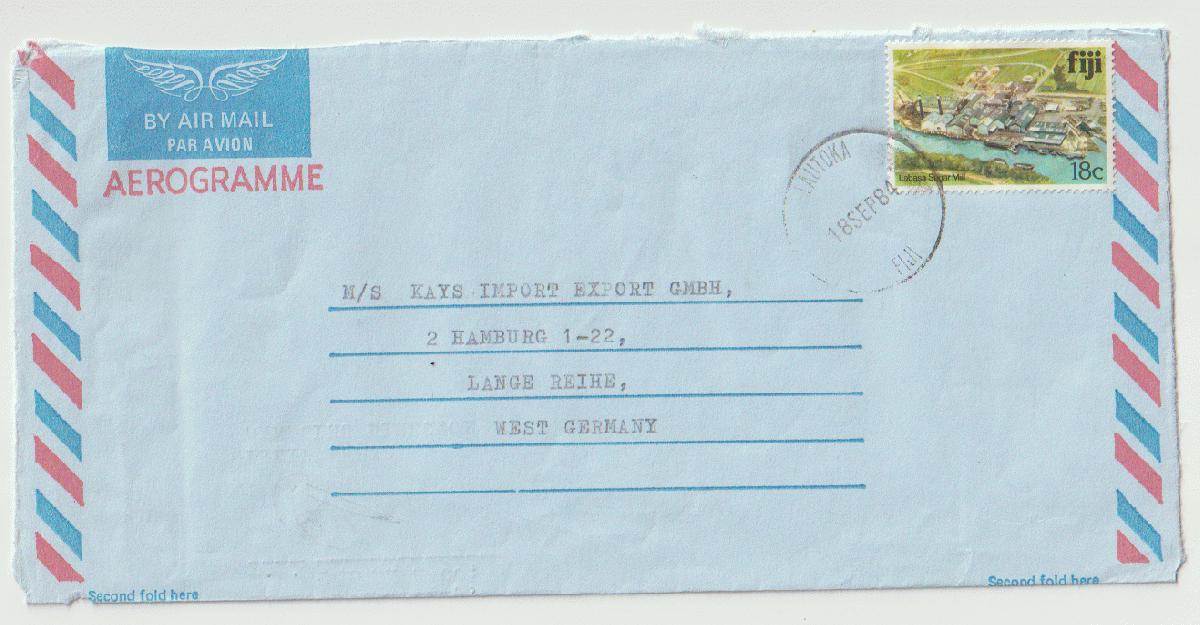 BY AIR MAIL
PAR AVION
AEROGRAMME
fiji
18c
Labasa Sugar Mill
LAUTOKA
18SEP84
FIJI
M/S KAYS IMPORT EXPORT GMBH,
2 HAMBURG 1-22,
LANGE REIHE,
WEST GERMANY
Second fold here
Second fold here